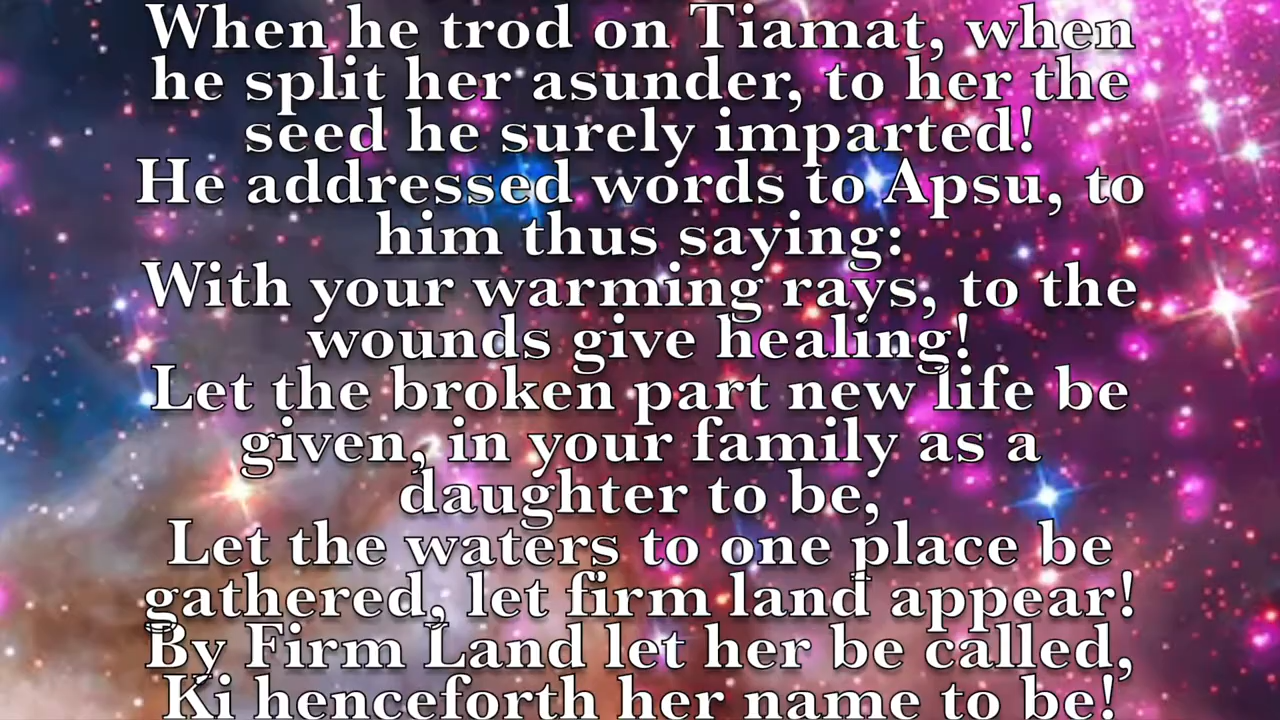 When he trod on Tiamat, when
he split her asunder, to her the
seed he surely imparted!
He addressed words to Apsu, to
him thus saying:
With your warming rays, to the
wounds give healing!
Let the broken part new life be
given, in your family as a
daughter to be,
Let the waters to one place be
gathered, let firm land appear!
By Firm Land let her be called,
Ki henceforth her name to be!